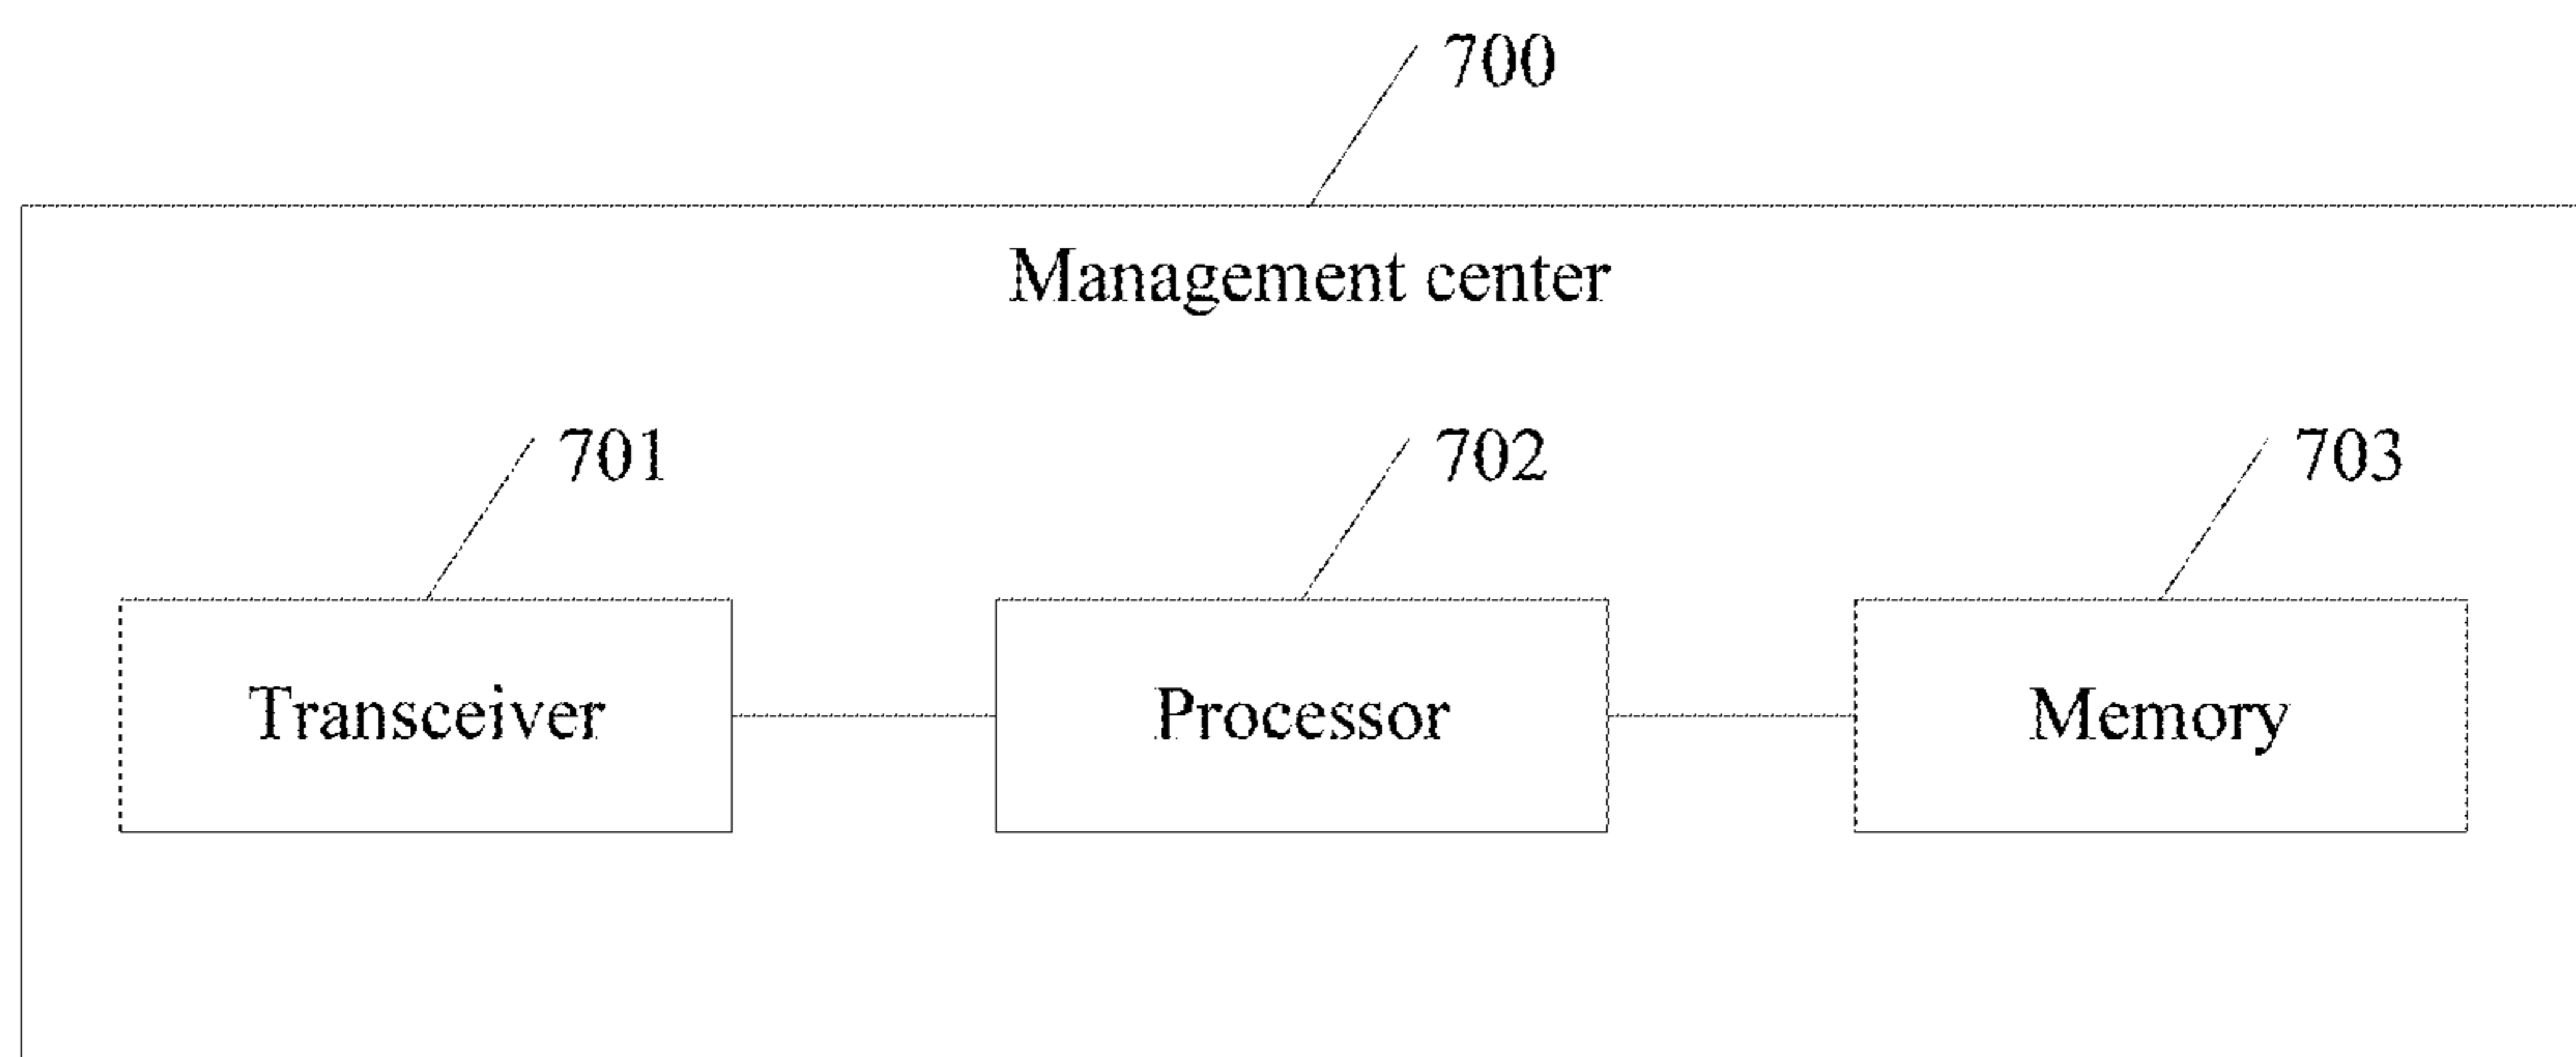 700
Management center
701
702
703
Transceiver
Processor
Memory